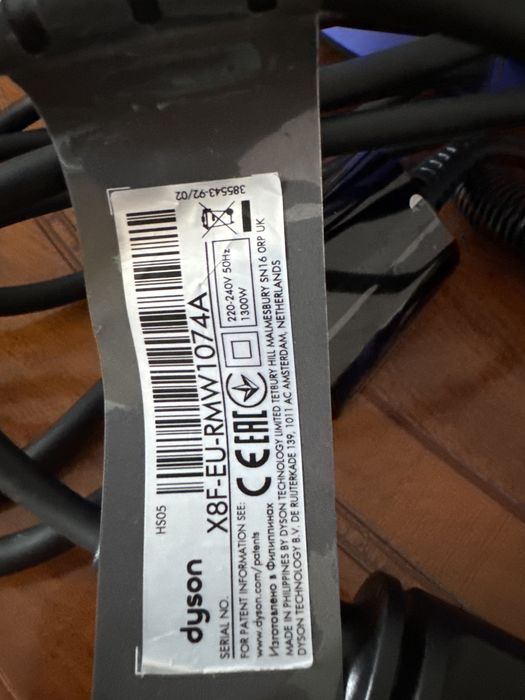 HS05
385543-92/02
dyson
SERIAL NO.
X8F-EU-RMW1074A
FOR PATENT INFORMATION SEE:
www.dyson.com/patents
CE EAC
220-240V 50Hz
1300W
Изготовлено в Филиппинах
MADE IN PHILIPPINES BY DYSON TECHNOLOGY LIMITED TETBURY HILL MALMESBURY SN16 0RP UK
DYSON TECHNOLOGY B.V. DE RUIJTERKADE 139, 1011 AC AMSTERDAM, NETHERLANDS